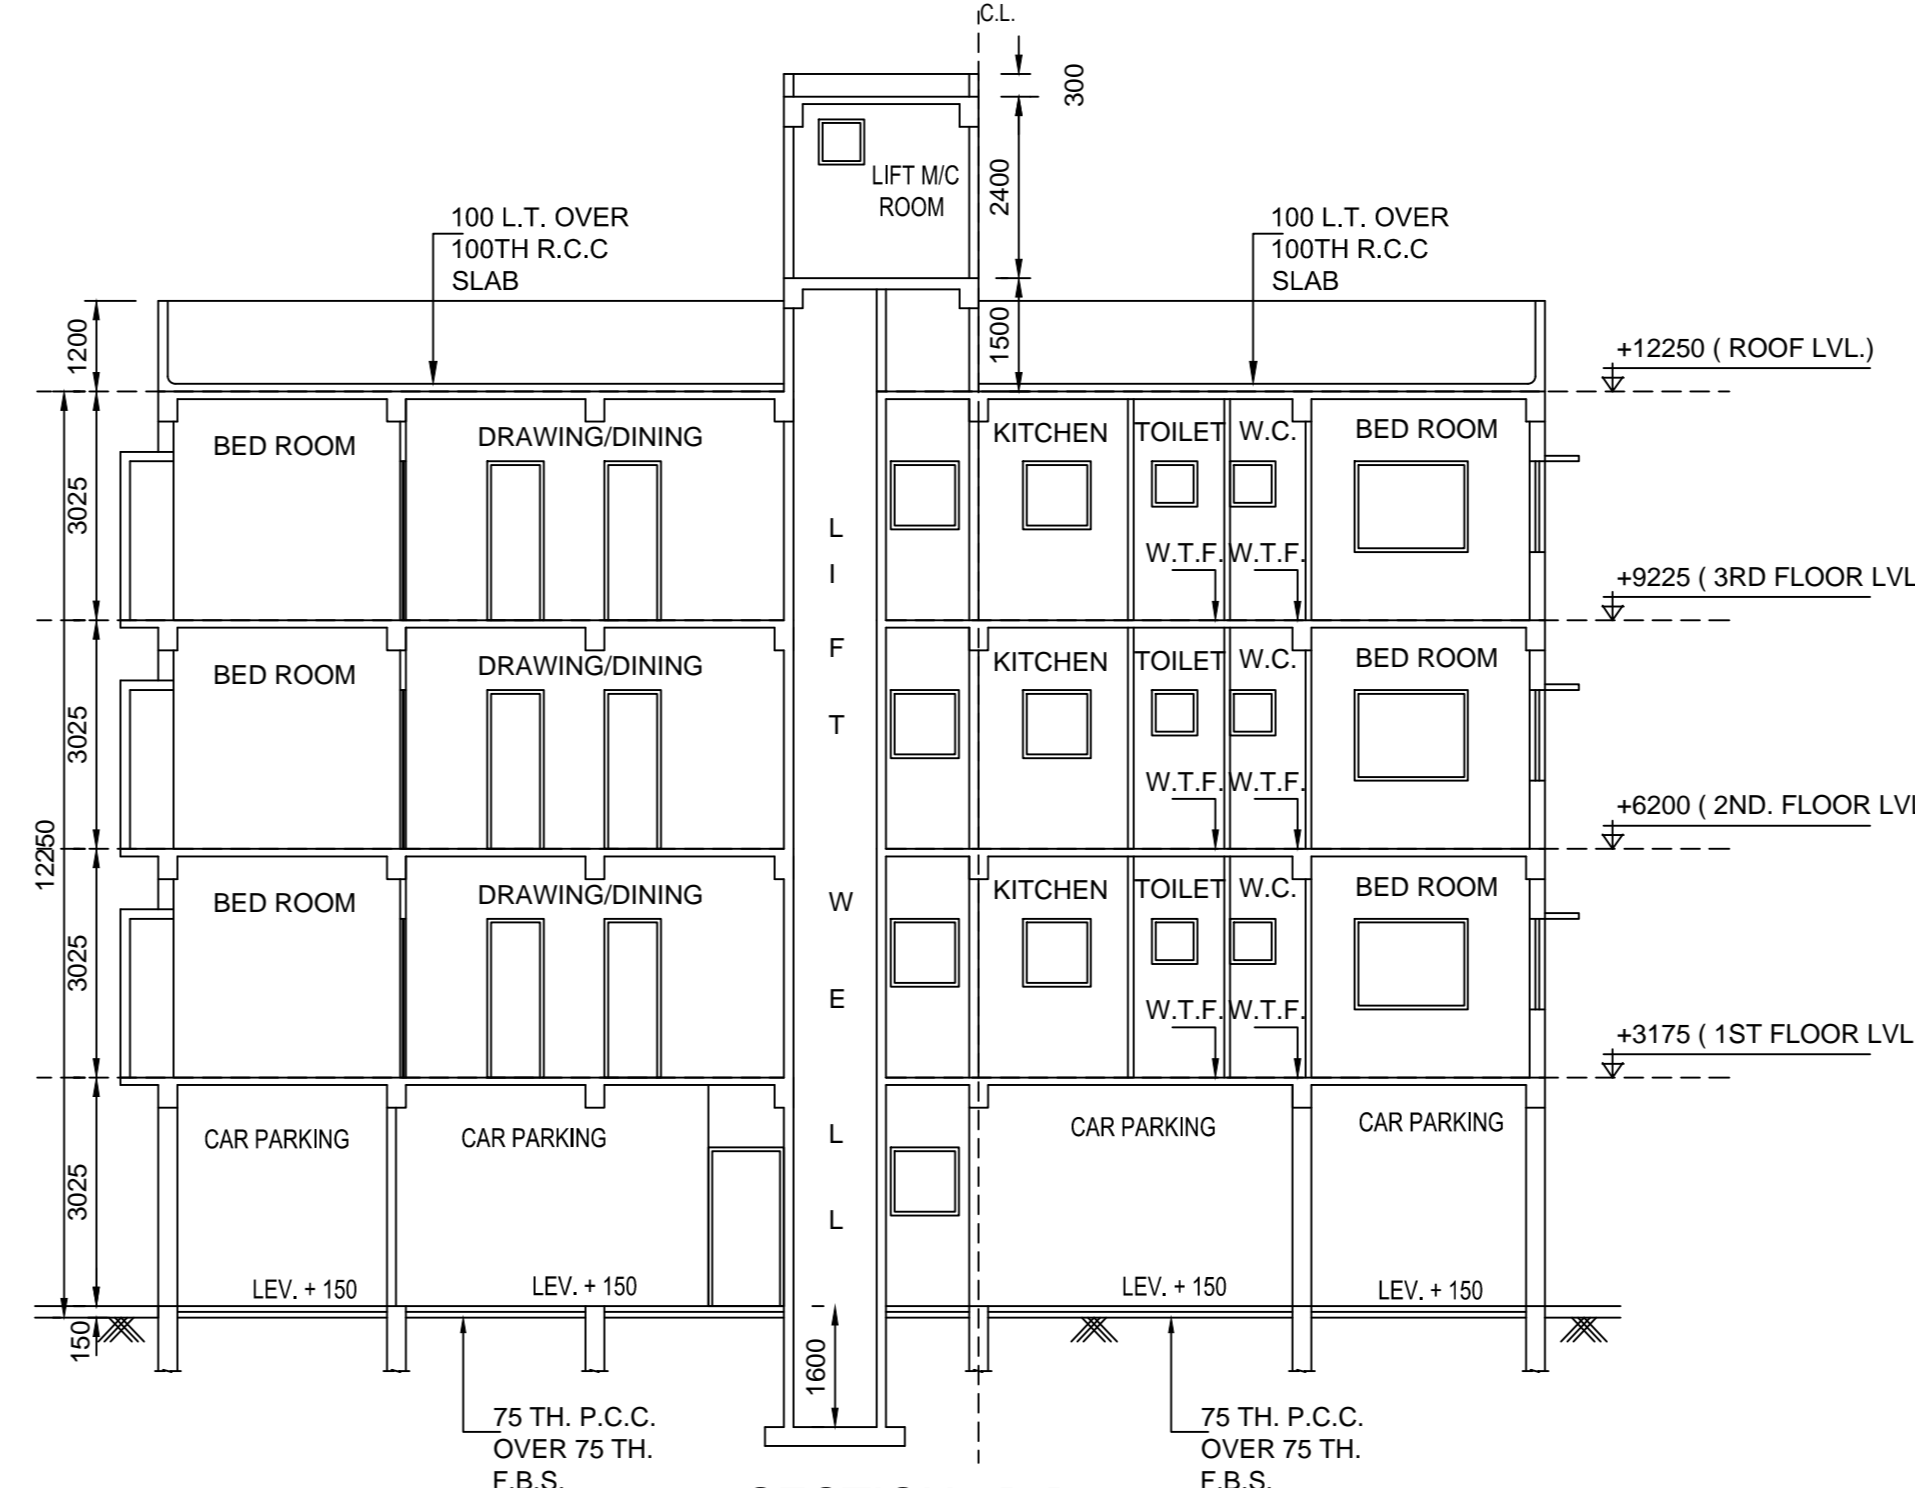 C.L.
300
2400
LIFT M/C
ROOM
100 L.T. OVER
100TH R.C.C
SLAB
100 L.T. OVER
100TH R.C.C
SLAB
1200
1500
+12250 ( ROOF LVL.)
3025
BED ROOM
DRAWING/DINING
KITCHEN
TOILET
W.C.
BED ROOM
W.T.F.
W.T.F.
+9225 ( 3RD FLOOR LVL
3025
BED ROOM
DRAWING/DINING
KITCHEN
TOILET
W.C.
BED ROOM
W.T.F.
W.T.F.
+6200 ( 2ND. FLOOR LVL
12250
3025
BED ROOM
DRAWING/DINING
KITCHEN
TOILET
W.C.
BED ROOM
W.T.F.
W.T.F.
+3175 ( 1ST FLOOR LVL
L
I
F
T
W
E
L
L
3025
CAR PARKING
CAR PARKING
CAR PARKING
CAR PARKING
LEV. + 150
LEV. + 150
LEV. + 150
LEV. + 150
150
1600
75 TH. P.C.C.
OVER 75 TH.
F.B.S.
75 TH. P.C.C.
OVER 75 TH.
F.B.S.